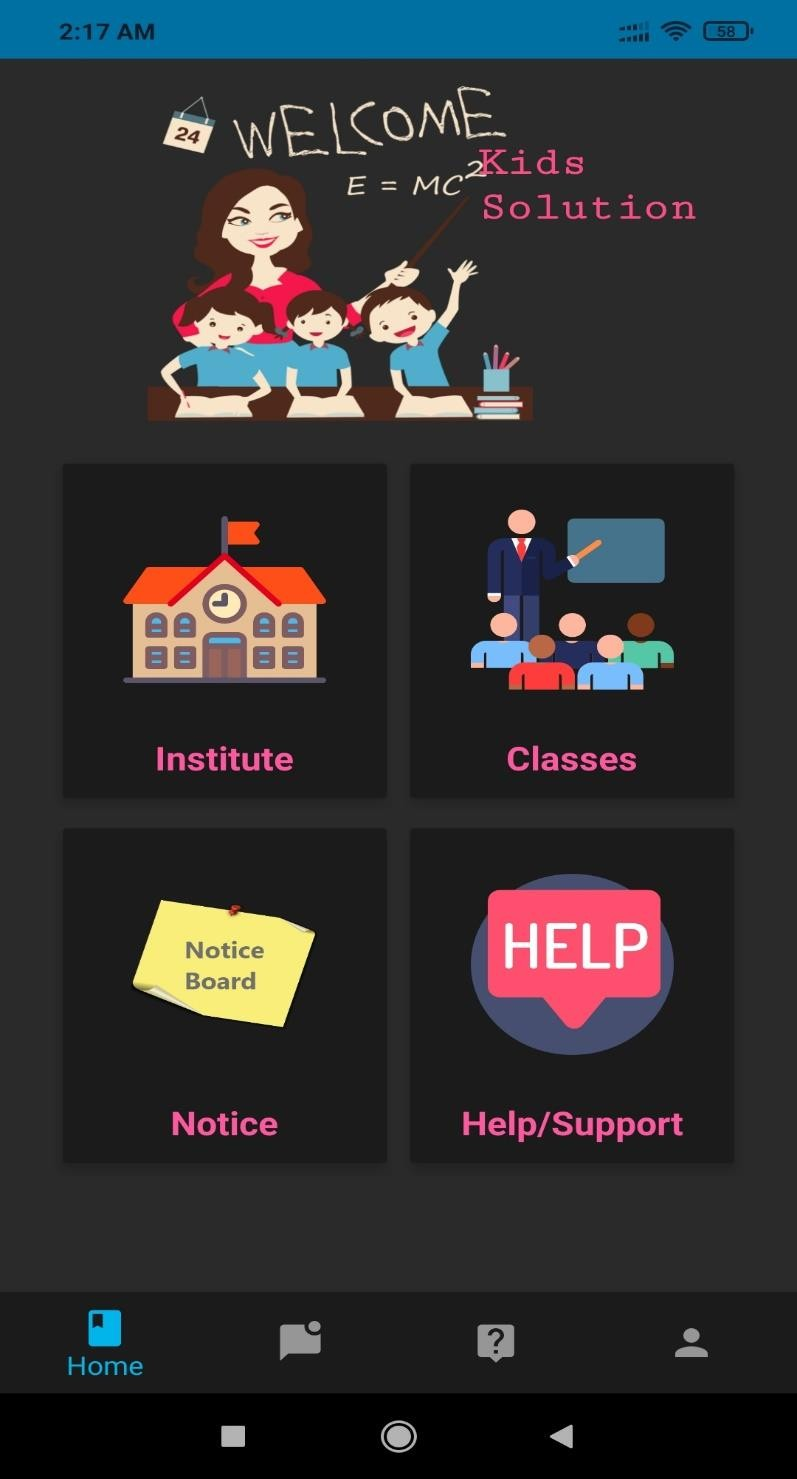 2:17 AM
58
24
WELCOME
E = MC²
Kids
Solution
Institute
Classes
Notice
Board
HELP
Notice
Help/Support
?
Home